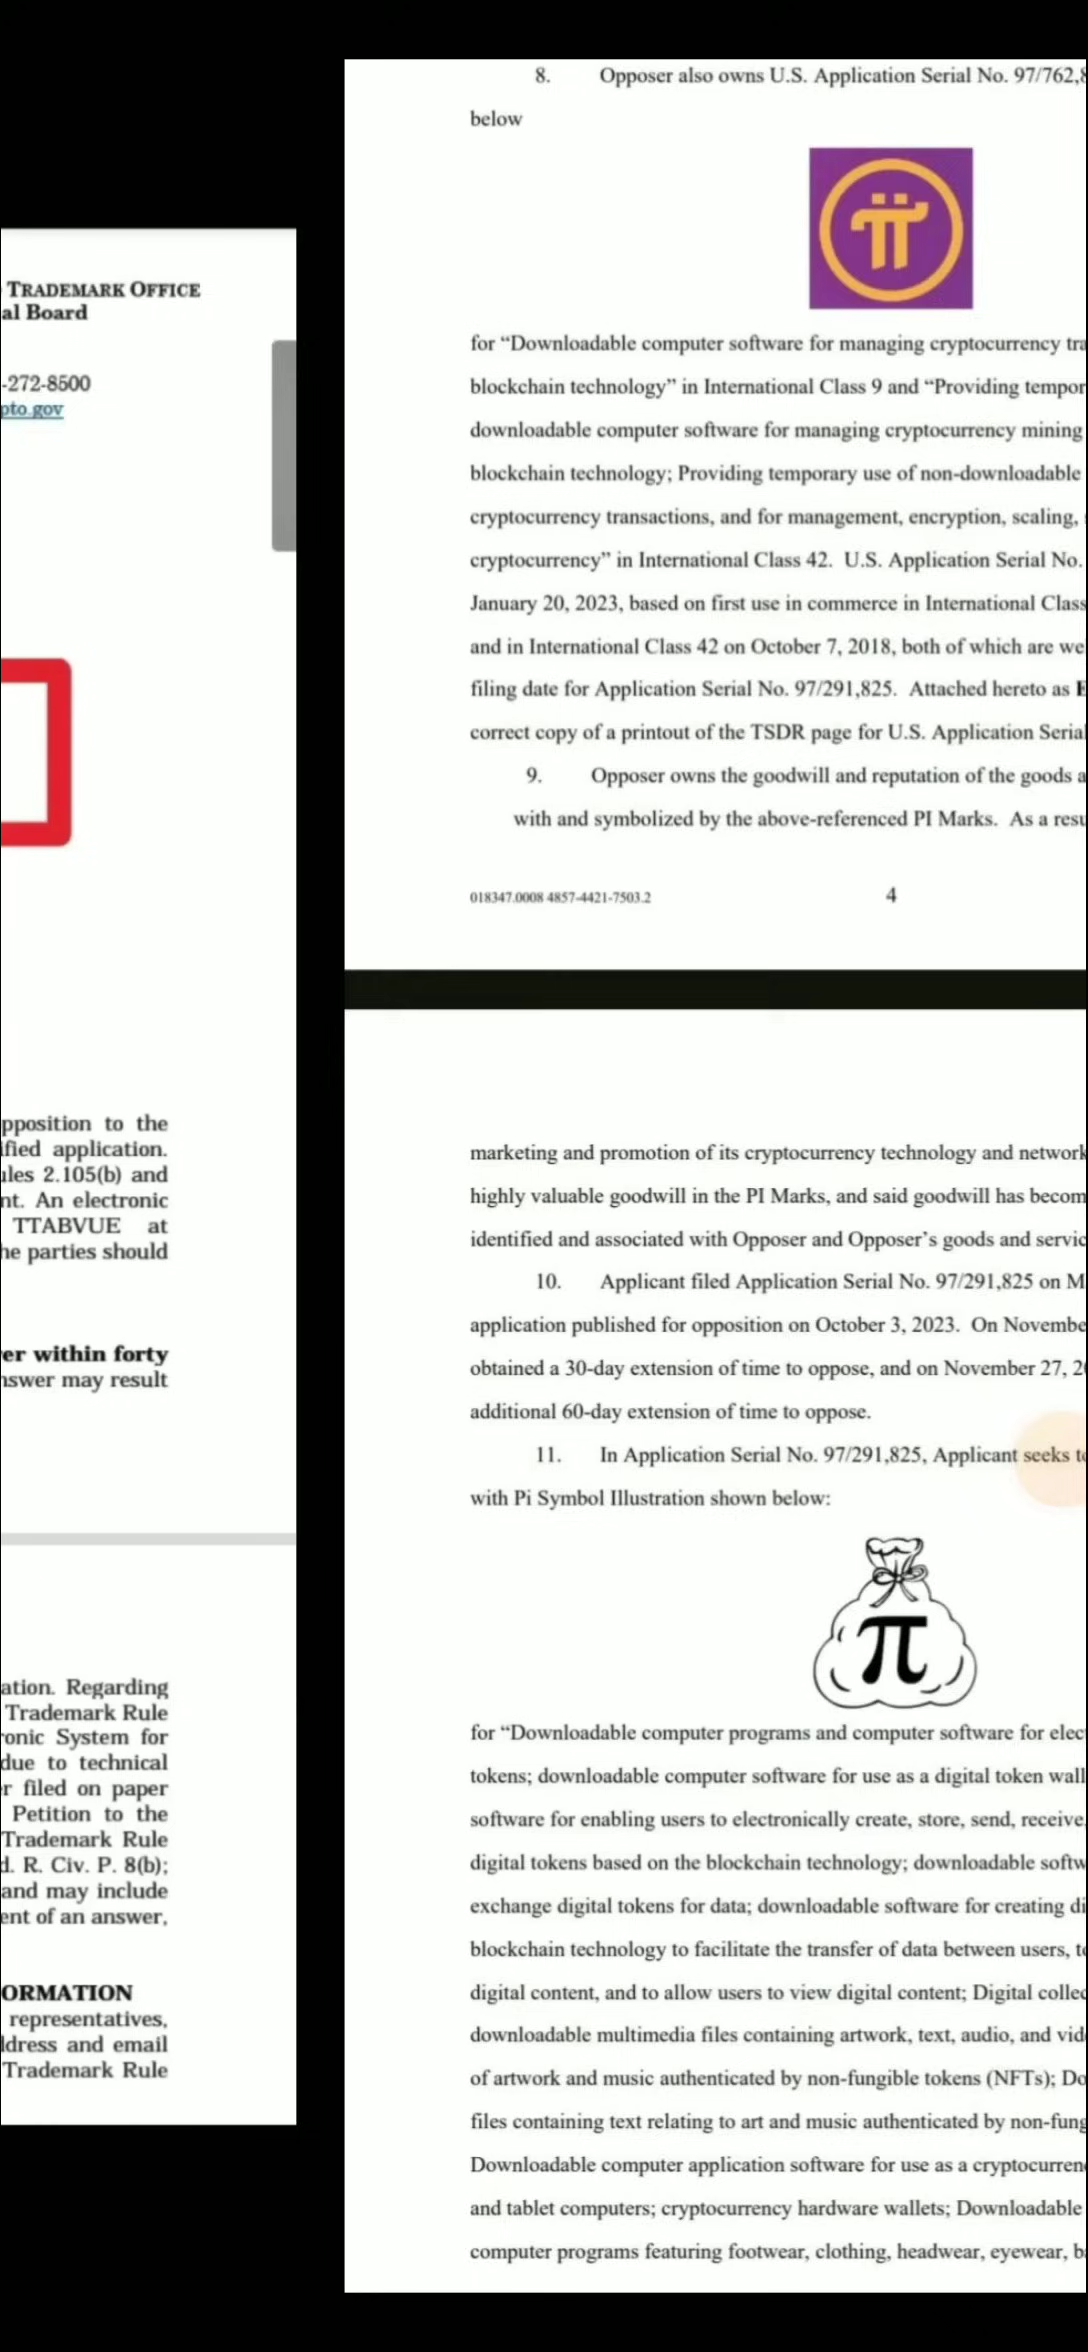 TRADEMARK OFFICE
al Board
-272-8500
pto.gov
pposition to the
ified application.
ules 2.105(b) and
nt. An electronic
TTABVUE at
he parties should
er within forty
nswer may result
ation. Regarding
Trademark Rule
ronic System for
due to technical
r filed on paper
Petition to the
Trademark Rule
d. R. Civ. P. 8(b);
and may include
ent of an answer,
ORMATION
representatives,
ldress and email
Trademark Rule
8. Opposer also owns U.S. Application Serial No. 97/762,8
below
for “Downloadable computer software for managing cryptocurrency tra
blockchain technology” in International Class 9 and “Providing tempor
downloadable computer software for managing cryptocurrency mining
blockchain technology; Providing temporary use of non-downloadable
cryptocurrency transactions, and for management, encryption, scaling,
cryptocurrency” in International Class 42. U.S. Application Serial No.
January 20, 2023, based on first use in commerce in International Class
and in International Class 42 on October 7, 2018, both of which are we
filing date for Application Serial No. 97/291,825. Attached hereto as E
correct copy of a printout of the TSDR page for U.S. Application Serial
9. Opposer owns the goodwill and reputation of the goods a
with and symbolized by the above-referenced PI Marks. As a resu
018347.0008 4857-4421-7503.2
4
marketing and promotion of its cryptocurrency technology and network
highly valuable goodwill in the PI Marks, and said goodwill has becom
identified and associated with Opposer and Opposer’s goods and servic
10. Applicant filed Application Serial No. 97/291,825 on M
application published for opposition on October 3, 2023. On Novembe
obtained a 30-day extension of time to oppose, and on November 27, 2
additional 60-day extension of time to oppose.
11. In Application Serial No. 97/291,825, Applicant seeks to
with Pi Symbol Illustration shown below:
π
for “Downloadable computer programs and computer software for elec
tokens; downloadable computer software for use as a digital token wall
software for enabling users to electronically create, store, send, receive,
digital tokens based on the blockchain technology; downloadable softw
exchange digital tokens for data; downloadable software for creating di
blockchain technology to facilitate the transfer of data between users, to
digital content, and to allow users to view digital content; Digital collec
downloadable multimedia files containing artwork, text, audio, and vid
of artwork and music authenticated by non-fungible tokens (NFTs); Do
files containing text relating to art and music authenticated by non-fung
Downloadable computer application software for use as a cryptocurren
and tablet computers; cryptocurrency hardware wallets; Downloadable
computer programs featuring footwear, clothing, headwear, eyewear, b